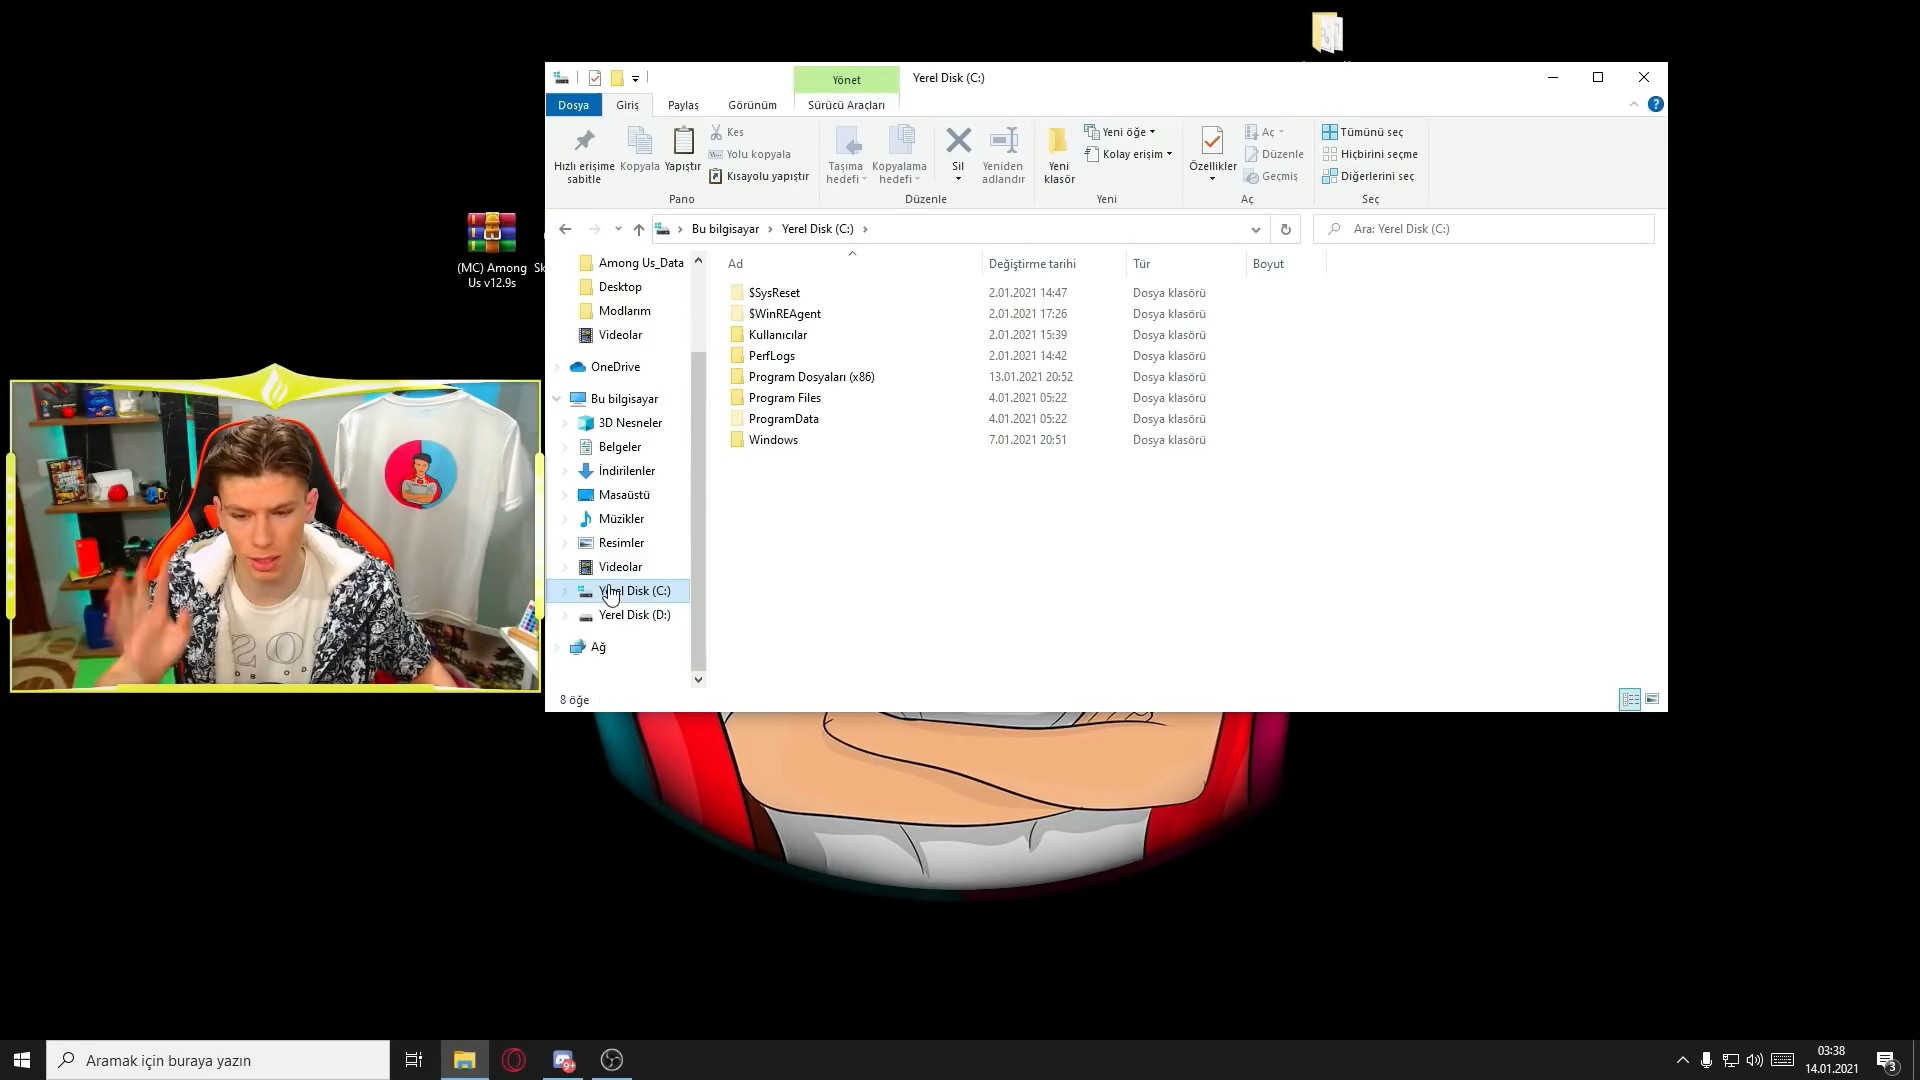 Yönet
Yerel Disk (C:)
Dosya
Giriş
Paylaş
Görünüm
Sürücü Araçları
?
Hızlı erişime
sabitle
Kopyala
Yapıştır
Kes
Yolu kopyala
Kısayolu yapıştır
Taşıma
hedefi
Kopyalama
hedefi
Sil
Yeniden
adlandır
Yeni
klasör
Yeni öğe
Kolay erişim
Özellikler
Aç
Düzenle
Geçmiş
Tümünü seç
Hiçbirini seçme
Diğerlerini seç
Pano
Düzenle
Yeni
Aç
Seç
Bu bilgisayar
Yerel Disk (C:)
Ara: Yerel Disk (C:)
(MC) Among
Us v12.9s
Sk
Among Us_Data
Desktop
Modlarım
Videolar
OneDrive
Bu bilgisayar
3D Nesneler
Belgeler
İndirilenler
Masaüstü
Müzikler
Resimler
Videolar
Yerel Disk (C:)
Yerel Disk (D:)
Ağ
Ad
Değiştirme tarihi
Tür
Boyut
$SysReset
2.01.2021 14:47
Dosya klasörü
$WinREAgent
2.01.2021 17:26
Dosya klasörü
Kullanıcılar
2.01.2021 15:39
Dosya klasörü
PerfLogs
2.01.2021 14:42
Dosya klasörü
Program Dosyaları (x86)
13.01.2021 20:52
Dosya klasörü
Program Files
4.01.2021 05:22
Dosya klasörü
ProgramData
4.01.2021 05:22
Dosya klasörü
Windows
7.01.2021 20:51
Dosya klasörü
8 öğe
Aramak için buraya yazın
9+
03:38
14.01.2021
3